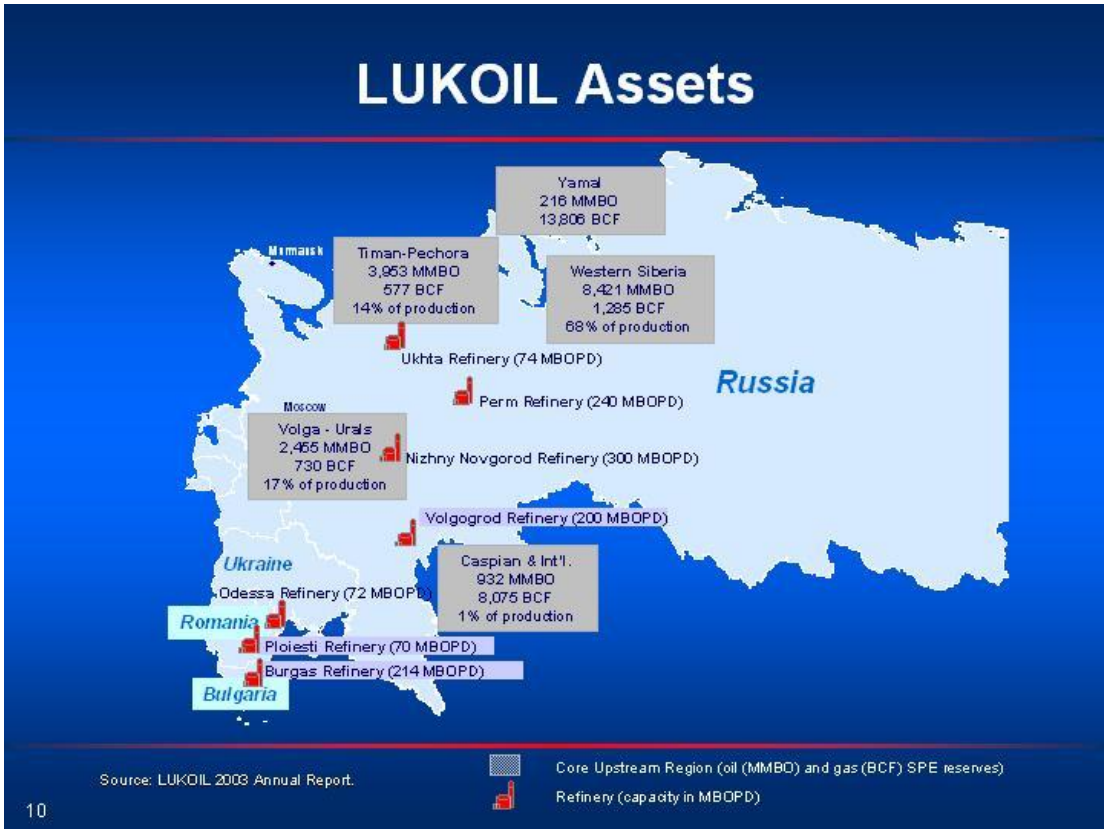 LUKOIL Assets
Yamal
216 MMBO
13,806 BCF
Murmansk
Timan-Pechora
3,953 MMBO
577 BCF
14% of production
Western Siberia
8,421 MMBO
1,285 BCF
68% of production
Ukhta Refinery (74 MBOPD)
Russia
Perm Refinery (240 MBOPD)
Moscow
Volga - Urals
2,455 MMBO
730 BCF
17% of production
Nizhny Novgorod Refinery (300 MBOPD)
Volgogrod Refinery (200 MBOPD)
Caspian & Int'l.
932 MMBO
8,075 BCF
1% of production
Ukraine
Odessa Refinery (72 MBOPD)
Romania
Ploiesti Refinery (70 MBOPD)
Burgas Refinery (214 MBOPD)
Bulgaria
Source: LUKOIL 2003 Annual Report.
Core Upstream Region (oil (MMBO) and gas (BCF) SPE reserves)
Refinery (capacity in MBOPD)
10